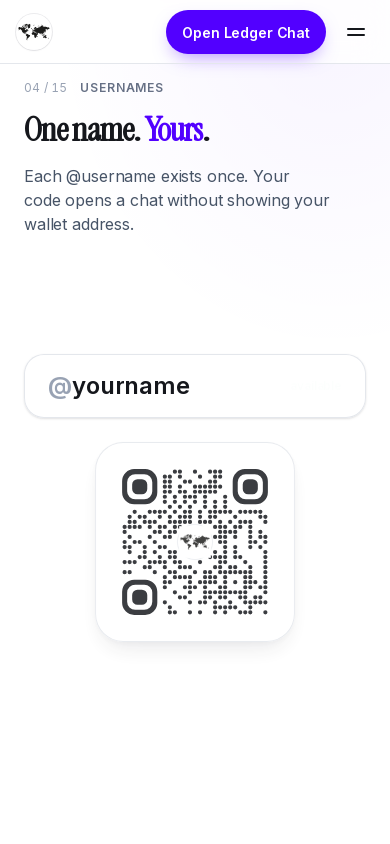 Open Ledger Chat
04 / 15 USERNAMES
One name. Yours.
Each @username exists once. Your
code opens a chat without showing your
wallet address.
@yourname